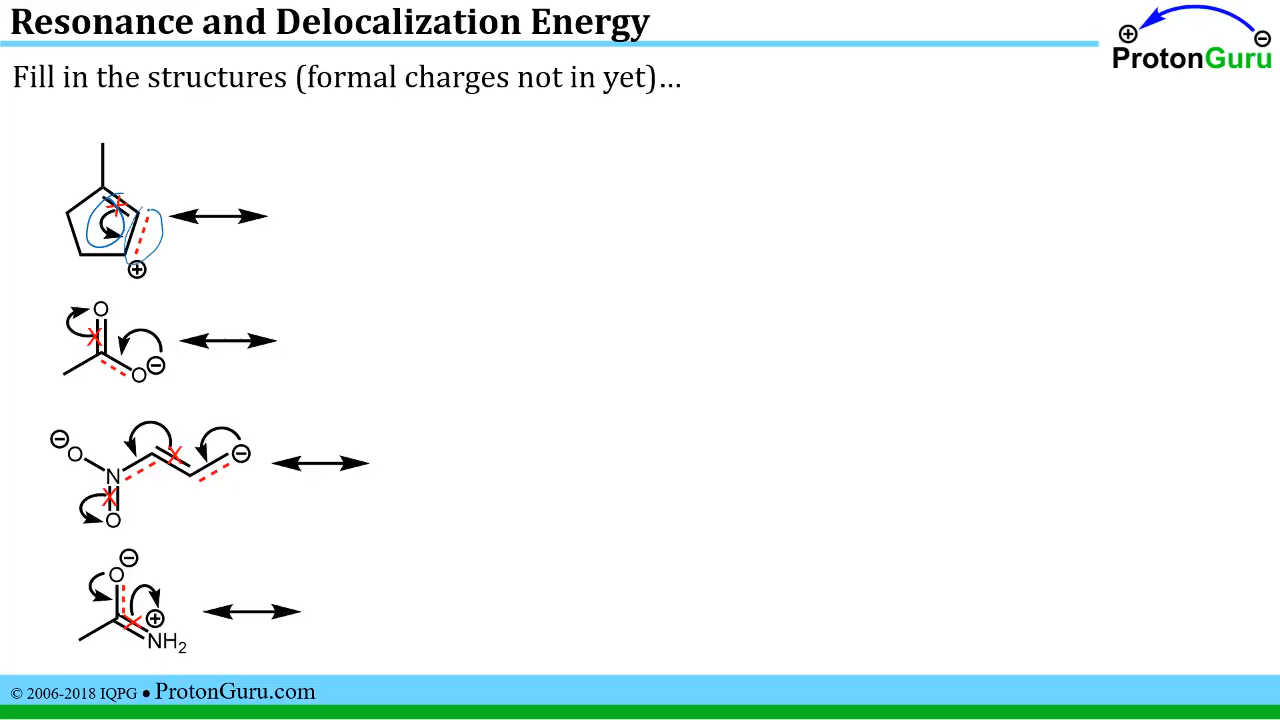 Resonance and Delocalization Energy
⊕ ⊖
ProtonGuru
Fill in the structures (formal charges not in yet)…
⊕
O
O ⊖
⊖
O
N
O
⊖
⊖
O
⊕
NH₂
© 2006-2018 IQPG ● ProtonGuru.com